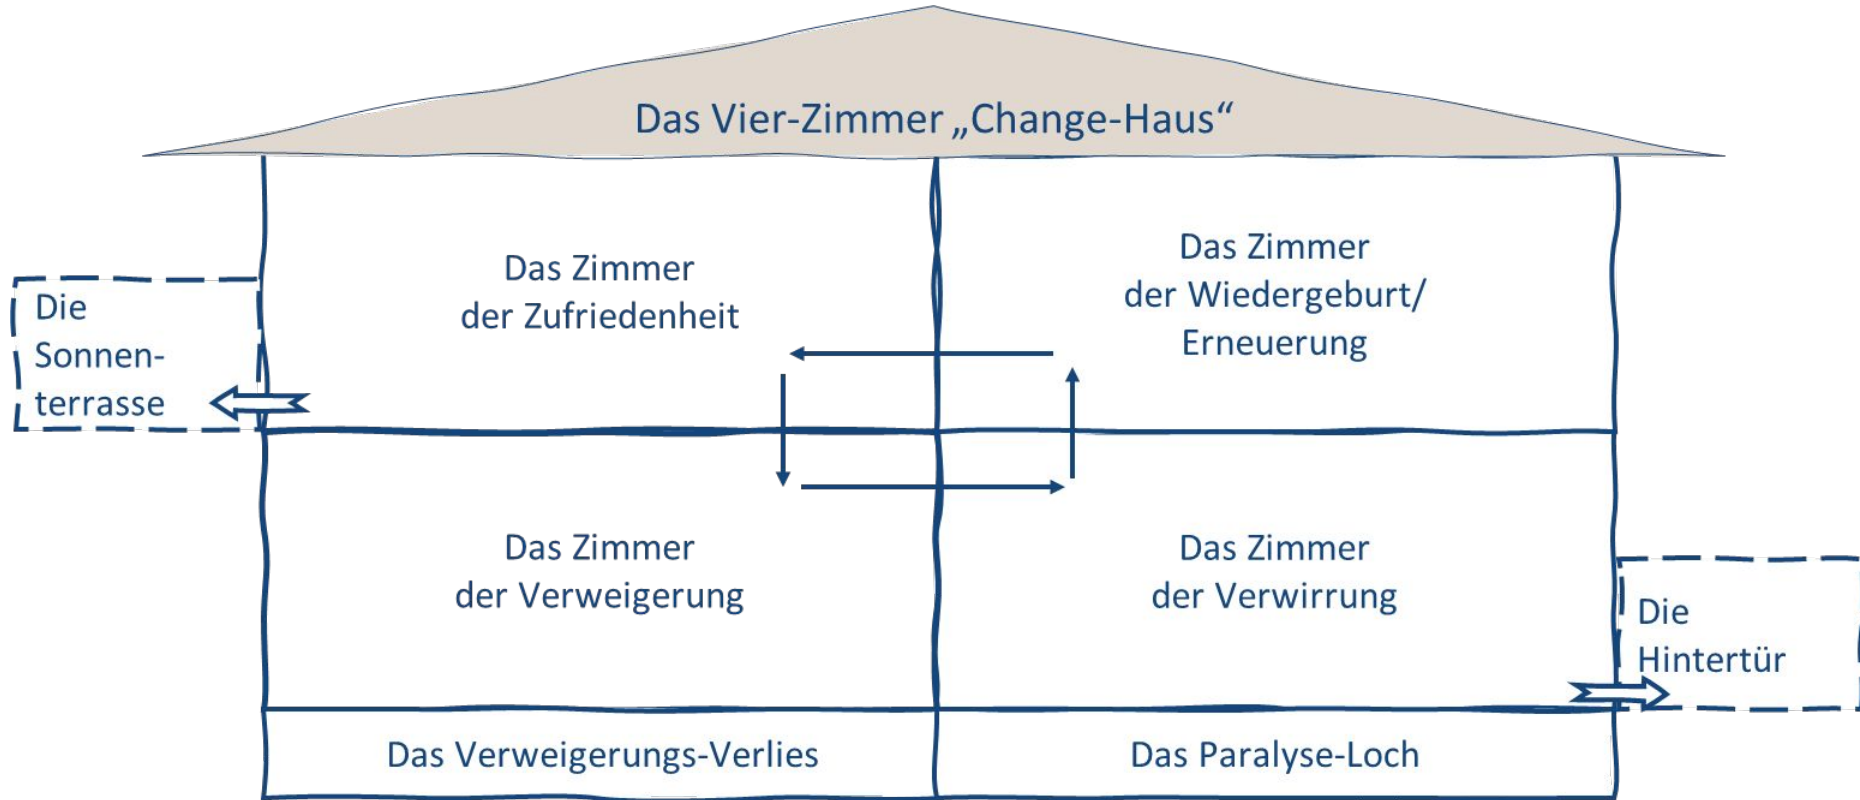 Das Vier-Zimmer „Change-Haus“
Das Zimmer
der Zufriedenheit
Das Zimmer
der Wiedergeburt/
Erneuerung
Die
Sonnen-
terrasse
Das Zimmer
der Verweigerung
Das Zimmer
der Verwirrung
Die
Hintertür
Das Verweigerungs-Verlies
Das Paralyse-Loch